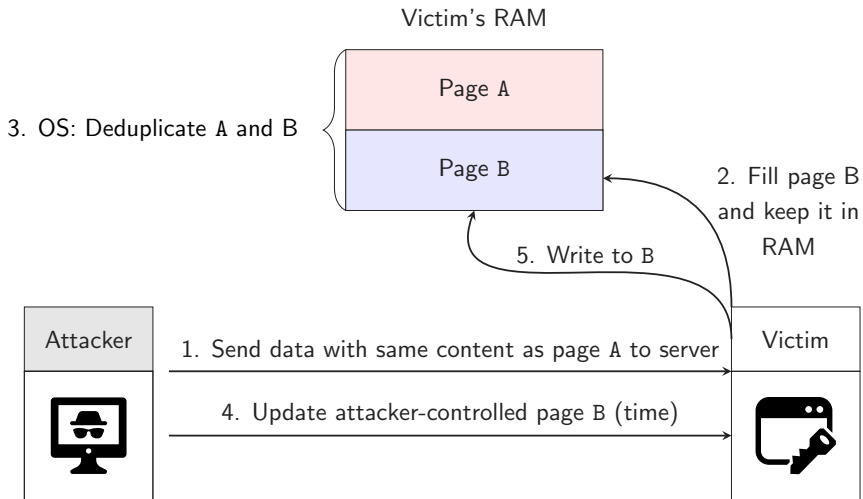 Victim's RAM
Page A
3. OS: Deduplicate A and B
Page B
2. Fill page B
and keep it in
RAM
5. Write to B
Attacker
Victim
1. Send data with same content as page A to server
4. Update attacker-controlled page B (time)